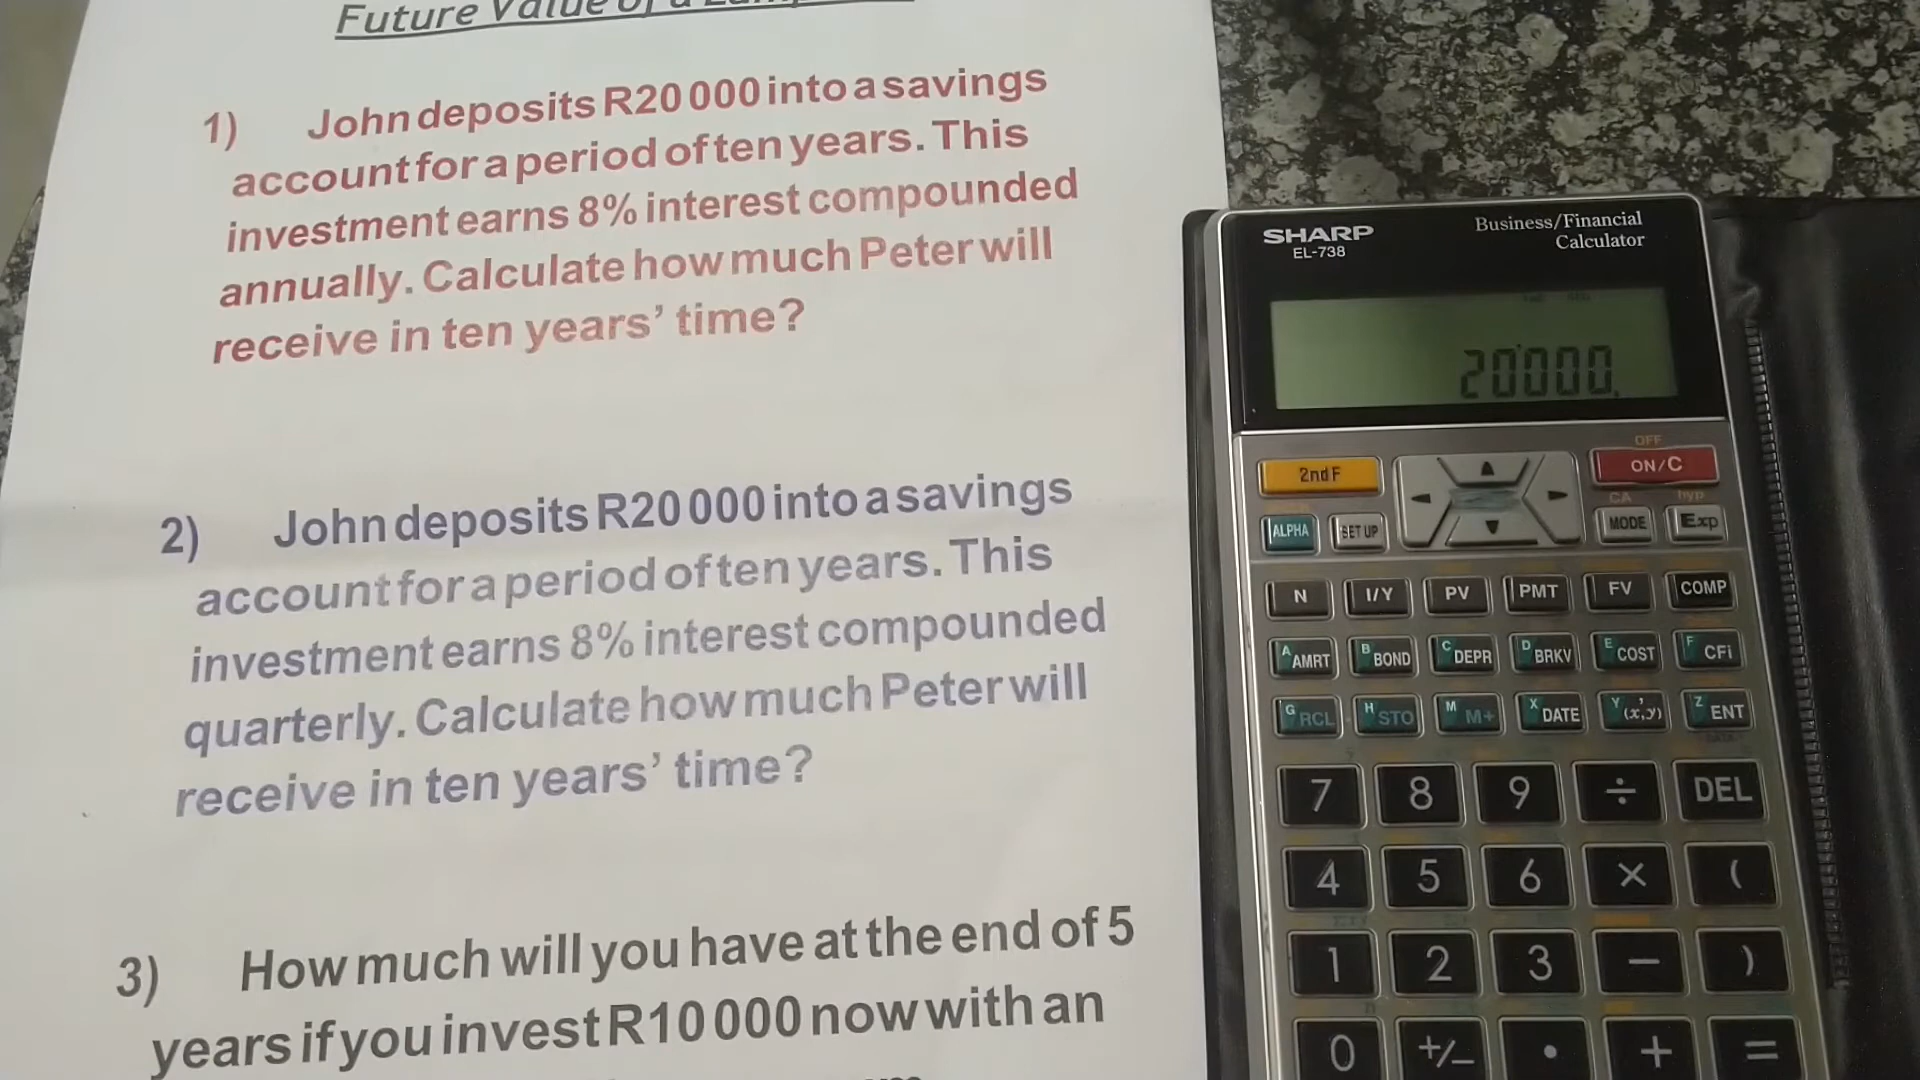 Future Value of a
1) John deposits R20 000 into a savings
account for a period of ten years. This
investment earns 8% interest compounded
annually. Calculate how much Peter will
receive in ten years' time?
2) John deposits R20 000 into a savings
account for a period of ten years. This
investment earns 8% interest compounded
quarterly. Calculate how much Peter will
receive in ten years' time?
3) How much will you have at the end of 5
years if you invest R10 000 now with an
SHARP
EL-738
Business/Financial
Calculator
20'000.
OFF
2ndF ON/C
CA hyp
ALPHA SET UP MODE Exp
N I/Y PV PMT FV COMP
A AMRT B BOND C DEPR D BRKV E COST F CFi
G RCL H STO M M+ X DATE Y (x,y) Z ENT
7 8 9 ÷ DEL
4 5 6 × (
1 2 3 − )
0 +/− • + =